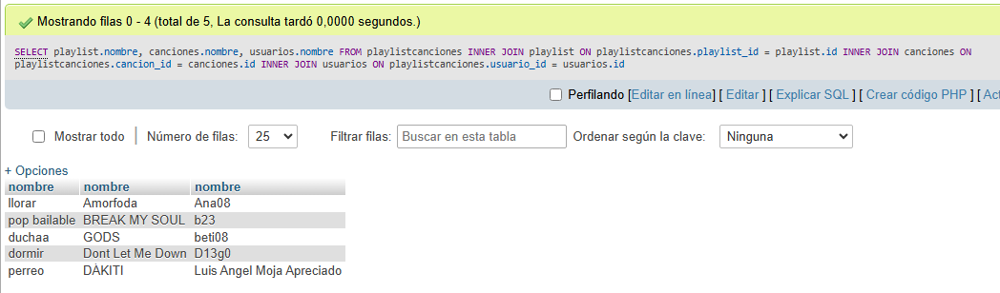 Mostrando filas 0 - 4 (total de 5, La consulta tardó 0,0000 segundos.)
SELECT playlist.nombre, canciones.nombre, usuarios.nombre FROM playlistcanciones INNER JOIN playlist ON playlistcanciones.playlist_id = playlist.id INNER JOIN canciones ON
playlistcanciones.cancion_id = canciones.id INNER JOIN usuarios ON playlistcanciones.usuario_id = usuarios.id
Perfilando [Editar en línea] [ Editar ] [ Explicar SQL ] [ Crear código PHP ] [ Act
Mostrar todo | Número de filas: 25 Filtrar filas: Buscar en esta tabla Ordenar según la clave: Ninguna
+ Opciones
nombre nombre nombre
llorar Amorfoda Ana08
pop bailable BREAK MY SOUL b23
duchaa GODS beti08
dormir Dont Let Me Down D13g0
perreo DÁKITI Luis Angel Moja Apreciado